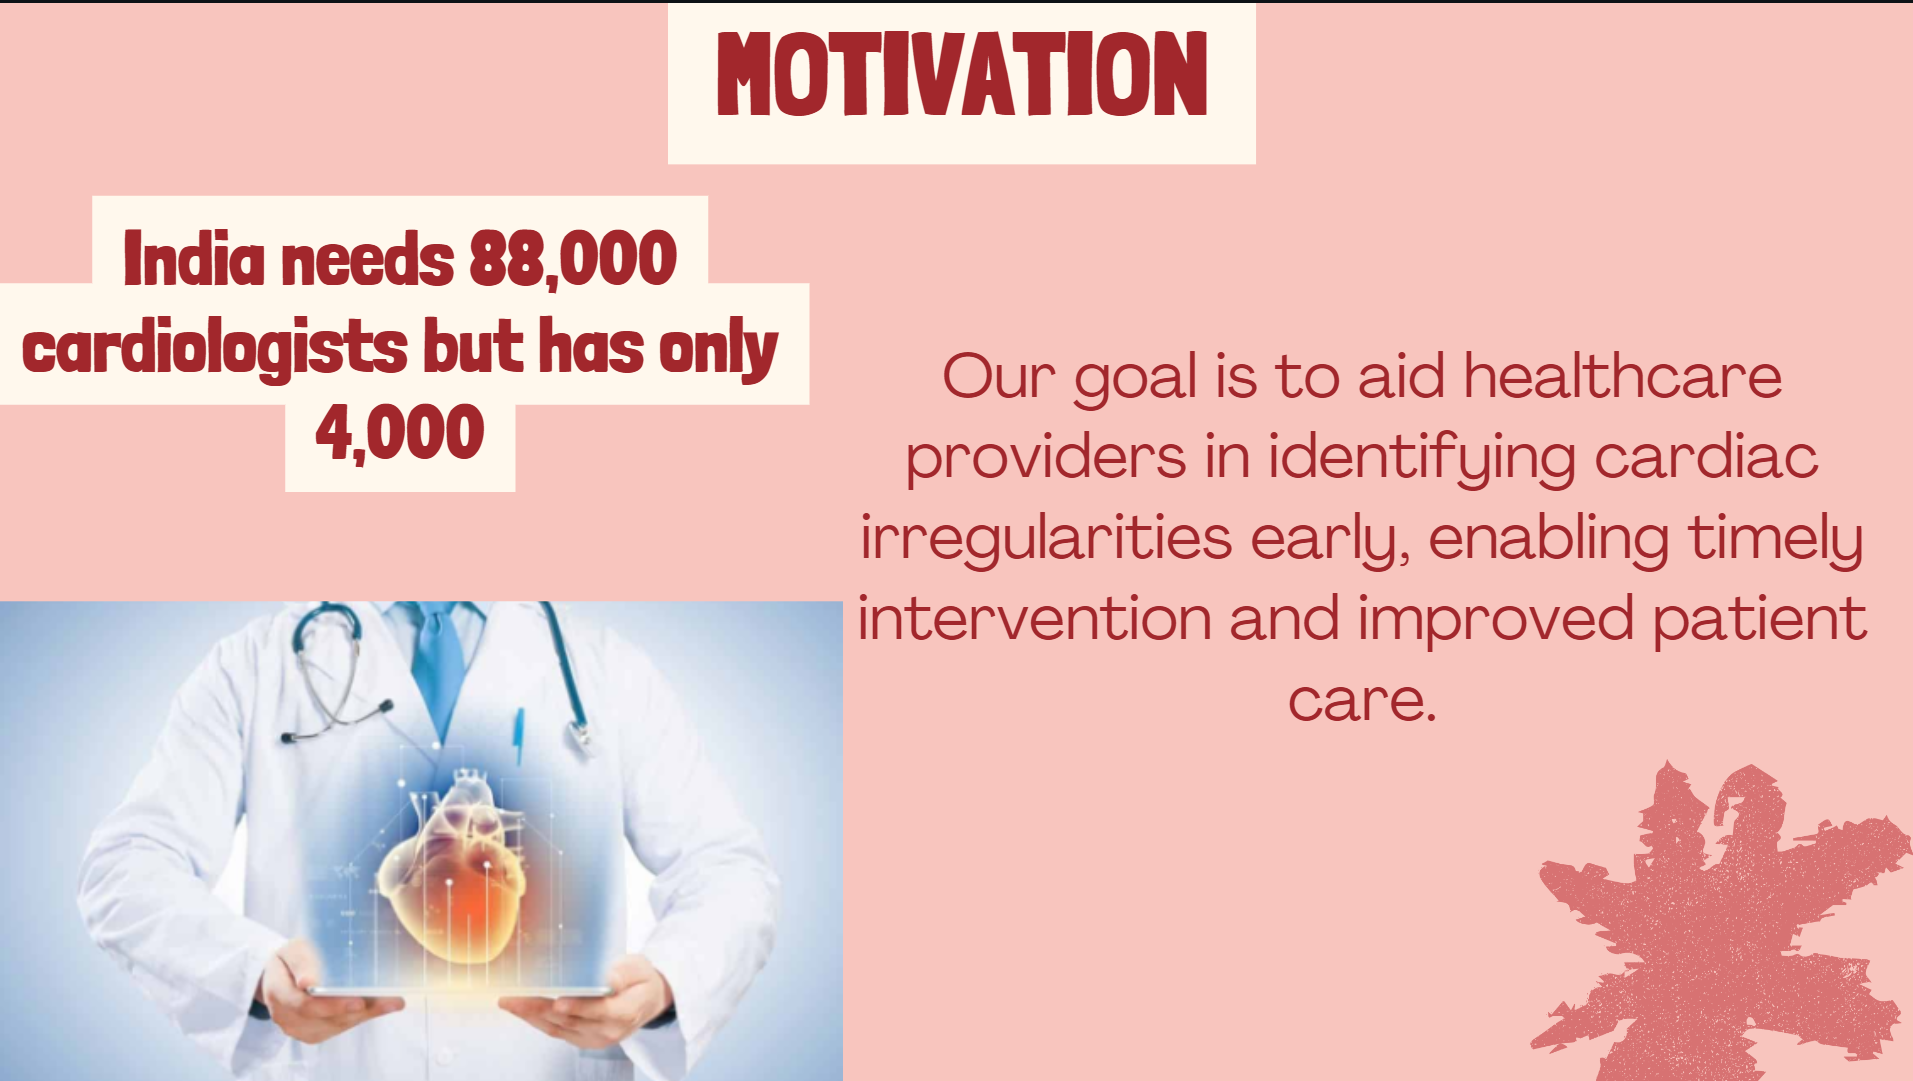 MOTIVATION
India needs 88,000
cardiologists but has only
4,000
Our goal is to aid healthcare
providers in identifying cardiac
irregularities early, enabling timely
intervention and improved patient
care.